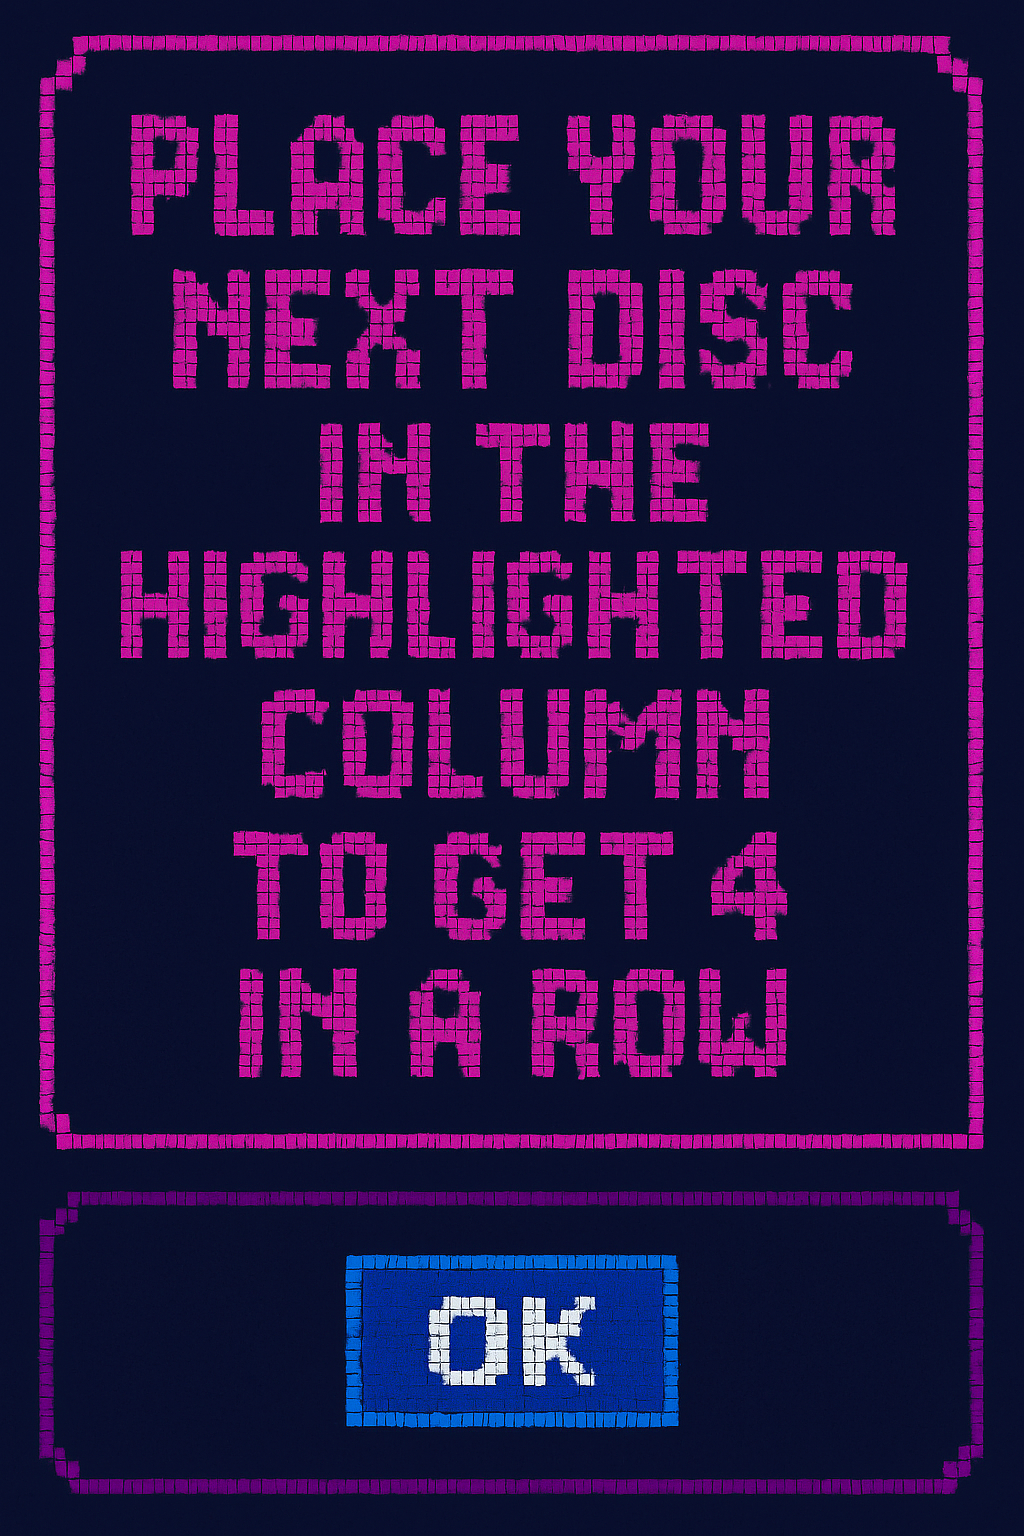 PLACE YOUR
NEXT DISC
IN THE
HIGHLIGHTED
COLUMN
TO GET 4
IN A ROW
OK